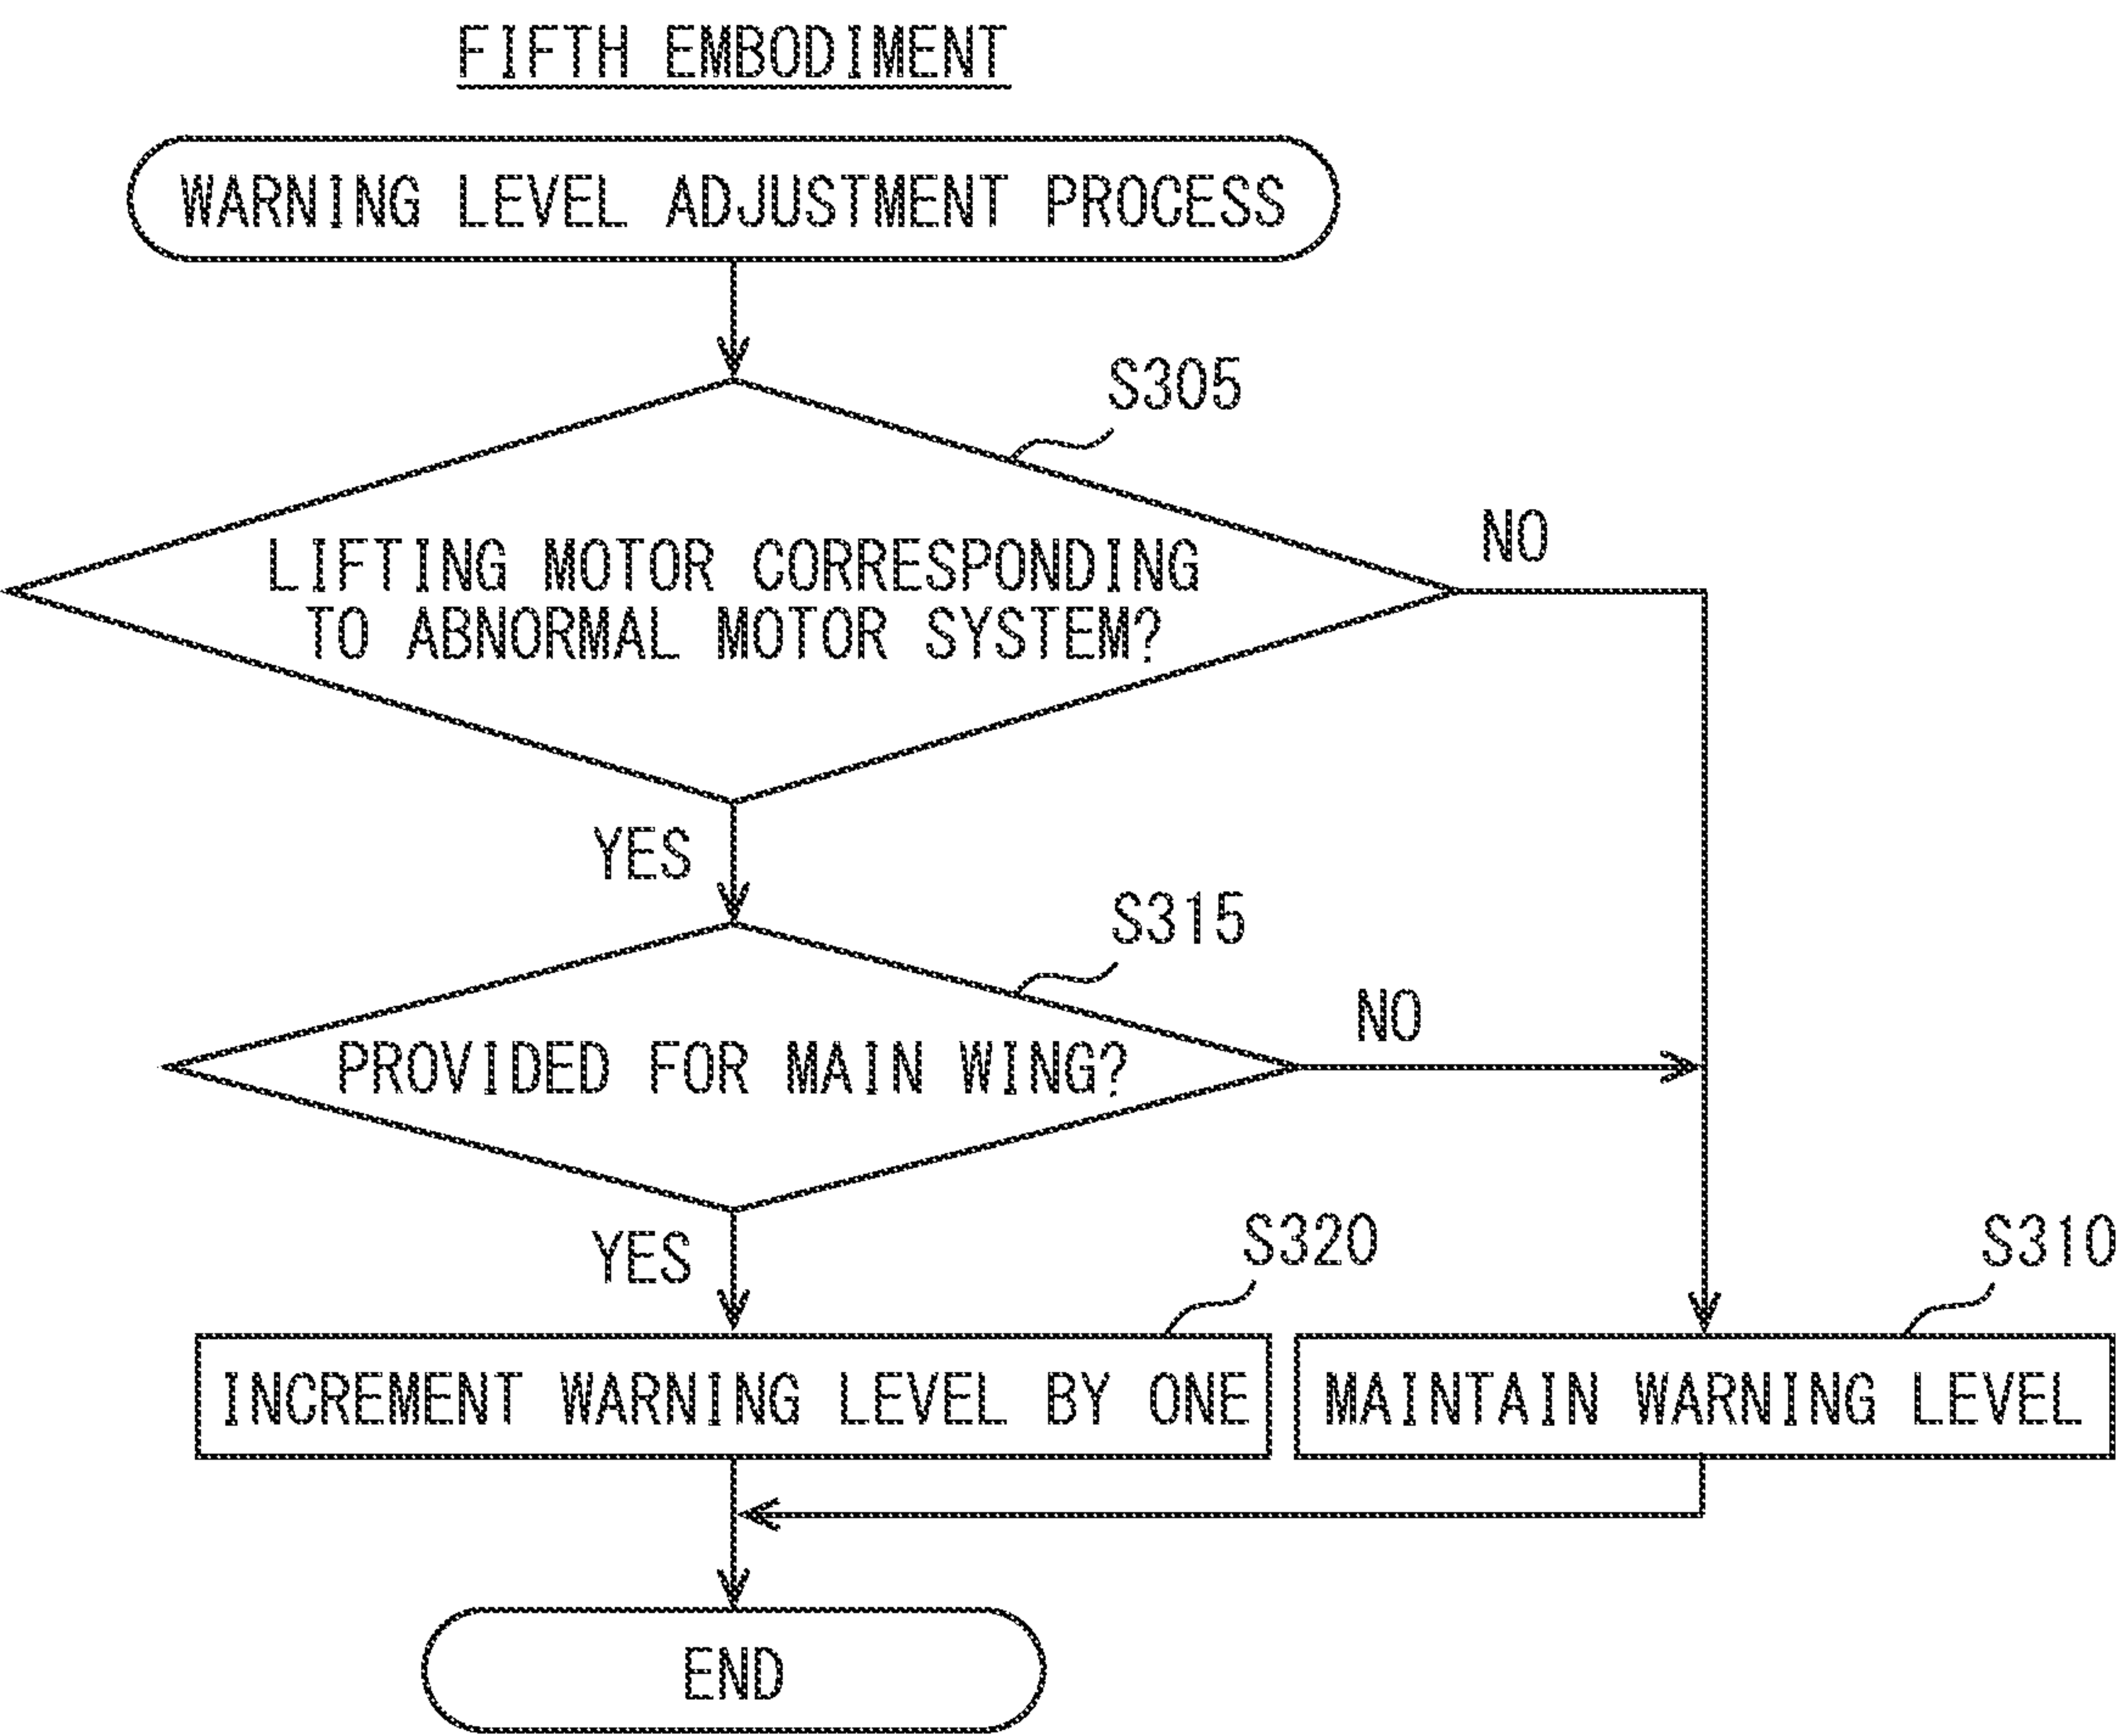 FIFTH EMBODIMENT
WARNING LEVEL ADJUSTMENT PROCESS
S305
NO
LIFTING MOTOR CORRESPONDING
TO ABNORMAL MOTOR SYSTEM?
YES
S315
NO
PROVIDED FOR MAIN WING?
YES
S320
S310
INCREMENT WARNING LEVEL BY ONE
MAINTAIN WARNING LEVEL
END